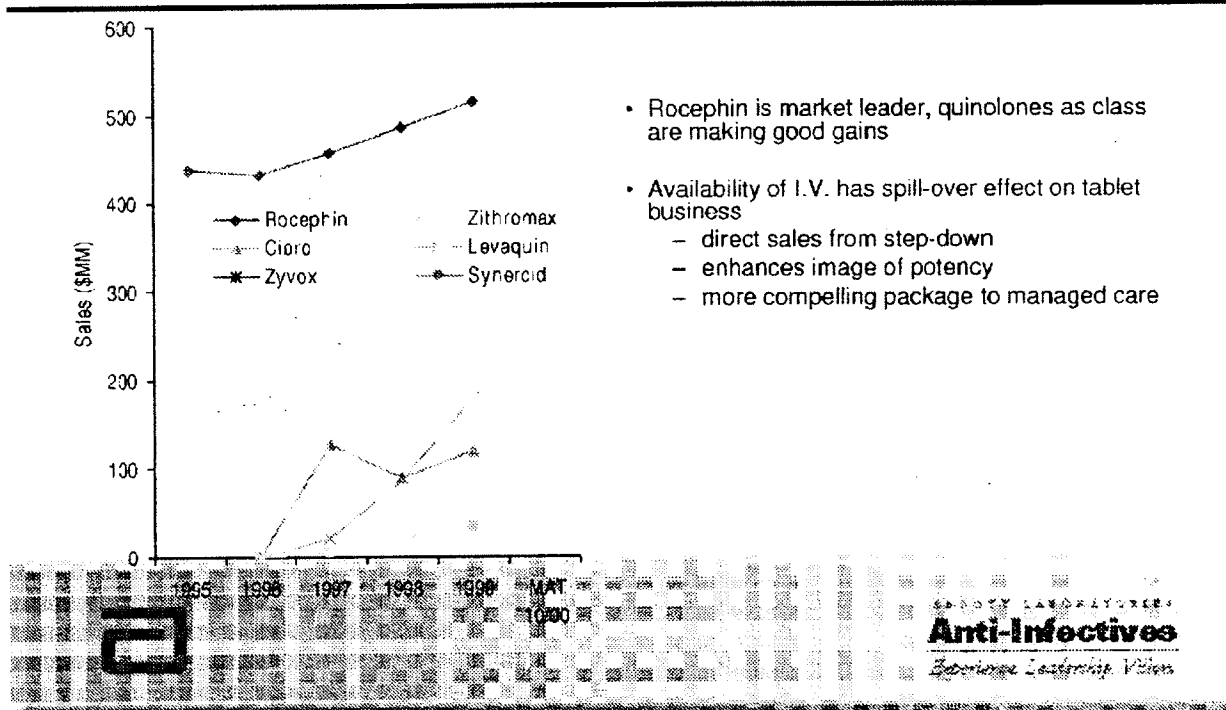 600
500
400
300
200
100
0
Sales ($MM)
Rocephin
Zithromax
Cipro
Levaquin
Zyvox
Synercid
1995 1996 1997 1998 1999 MAT
10/00
• Rocephin is market leader, quinolones as class
are making good gains
• Availability of I.V. has spill-over effect on tablet
business
– direct sales from step-down
– enhances image of potency
– more compelling package to managed care
ABBOTT LABORATORIES
Anti-Infectives